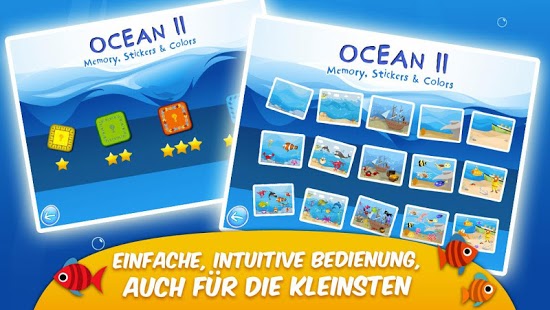 OCEAN II
Memory, Stickers & Colors
OCEAN II
Memory, Stickers & Colors
EINFACHE, INTUITIVE BEDIENUNG,
AUCH FÜR DIE KLEINSTEN